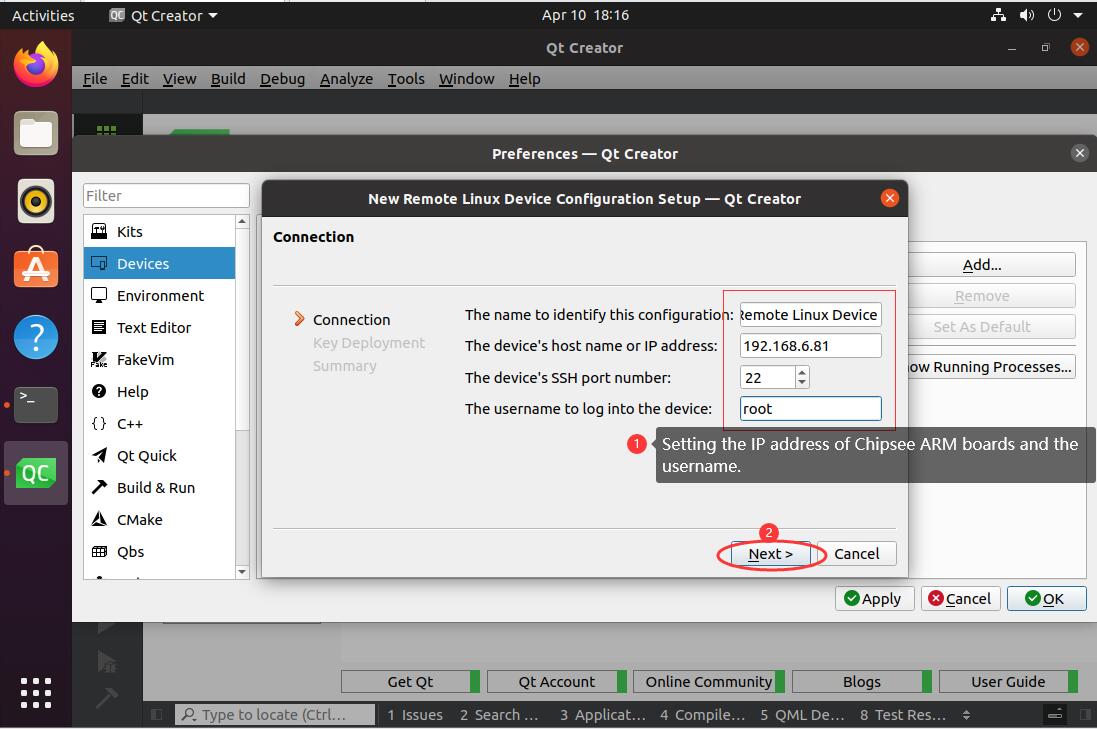 Activities
QC Qt Creator
Apr 10 18:16
Qt Creator
File Edit View Build Debug Analyze Tools Window Help
Preferences — Qt Creator
Filter
Kits
Devices
Environment
Text Editor
FakeVim
Help
C++
Qt Quick
Build & Run
CMake
Qbs
New Remote Linux Device Configuration Setup — Qt Creator
Connection
Connection
Key Deployment
Summary
The name to identify this configuration: Remote Linux Device
The device's host name or IP address: 192.168.6.81
The device's SSH port number: 22
The username to log into the device: root
1 Setting the IP address of Chipsee ARM boards and the
username.
2
Next >
Cancel
Add...
Remove
Set As Default
Running Processes...
Apply
Cancel
OK
QC
Get Qt
Qt Account
Online Community
Blogs
User Guide
Type to locate (Ctrl...
1 Issues
2 Search ...
3 Applicat...
4 Compile...
5 QML De...
8 Test Res...